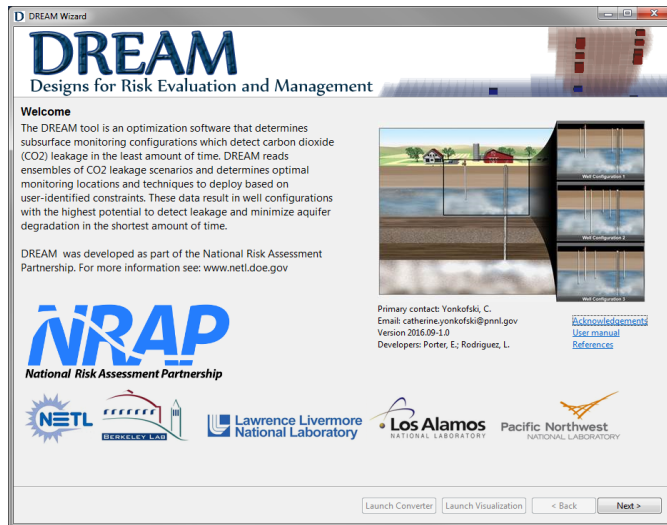 DREAM Wizard
DREAM
Designs for Risk Evaluation and Management
Welcome
The DREAM tool is an optimization software that determines
subsurface monitoring configurations which detect carbon dioxide
(CO2) leakage in the least amount of time. DREAM reads
ensembles of CO2 leakage scenarios and determines optimal
monitoring locations and techniques to deploy based on
user-identified constraints. These data result in well configurations
with the highest potential to detect leakage and minimize aquifer
degradation in the shortest amount of time.
DREAM was developed as part of the National Risk Assessment
Partnership. For more information see: www.netl.doe.gov
Well Configuration 1
Well Configuration 2
Well Configuration 3
Primary contact: Yonkofski, C.
Email: catherine.yonkofski@pnnl.gov
Version 2016.09-1.0
Developers: Porter, E.; Rodriguez, L.
Acknowledgements
User manual
References
NRAP
National Risk Assessment Partnership
NETL
BERKELEY LAB
Lawrence Livermore
National Laboratory
Los Alamos
NATIONAL LABORATORY
Pacific Northwest
NATIONAL LABORATORY
Launch Converter
Launch Visualization
< Back
Next >